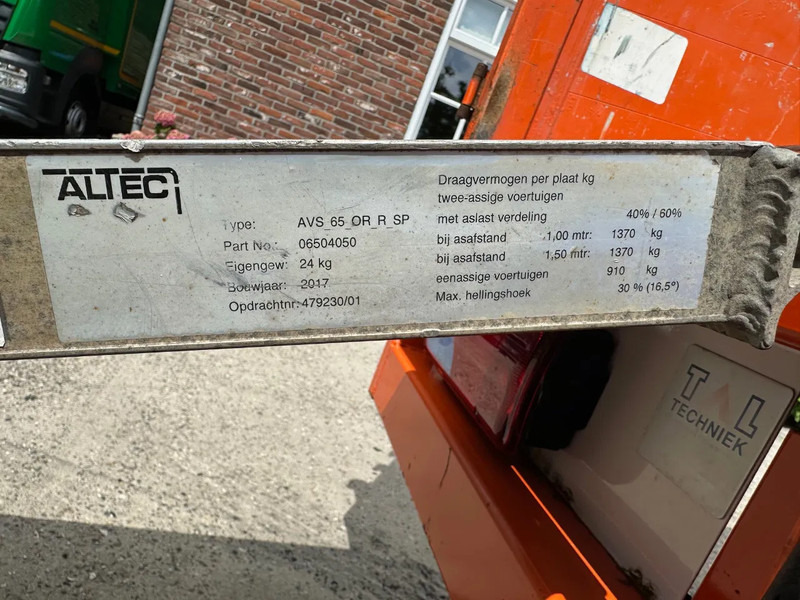 ALTEC
Type: AVS_65_OR_R_SP
Part No.: 06504050
Eigengew: 24 kg
Bouwjaar: 2017
Opdrachtnr: 479230/01
Draagvermogen per plaat kg
twee-assige voertuigen
met aslast verdeling 40% / 60%
bij asafstand 1,00 mtr: 1370 kg
bij asafstand 1,50 mtr: 1370 kg
eenassige voertuigen 910 kg
Max. hellingshoek 30 % (16,5°)
T L
TECHNIEK